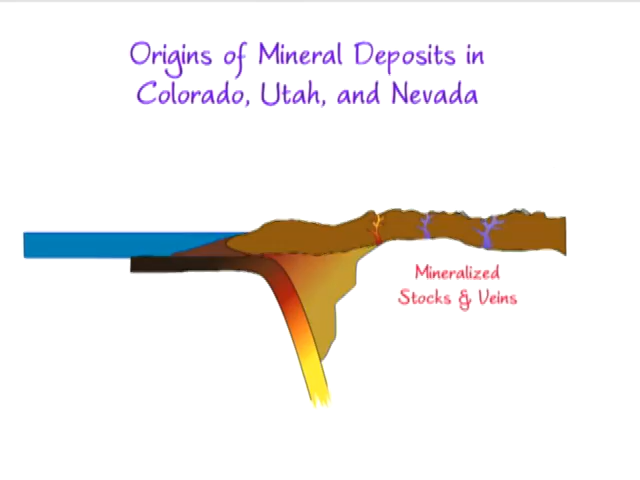 Origins of Mineral Deposits in
Colorado, Utah, and Nevada
Mineralized
Stocks & Veins